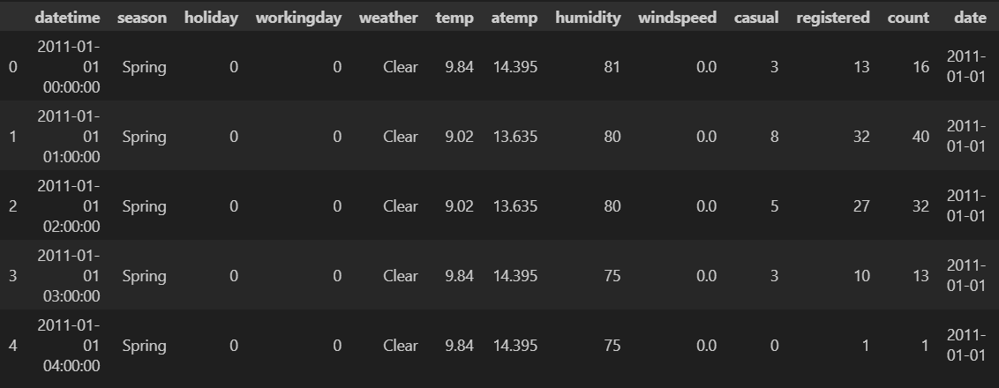 datetime season holiday workingday weather temp atemp humidity windspeed casual registered count date
0 2011-01-01 00:00:00 Spring 0 0 Clear 9.84 14.395 81 0.0 3 13 16 2011-01-01
1 2011-01-01 01:00:00 Spring 0 0 Clear 9.02 13.635 80 0.0 8 32 40 2011-01-01
2 2011-01-01 02:00:00 Spring 0 0 Clear 9.02 13.635 80 0.0 5 27 32 2011-01-01
3 2011-01-01 03:00:00 Spring 0 0 Clear 9.84 14.395 75 0.0 3 10 13 2011-01-01
4 2011-01-01 04:00:00 Spring 0 0 Clear 9.84 14.395 75 0.0 0 1 1 2011-01-01